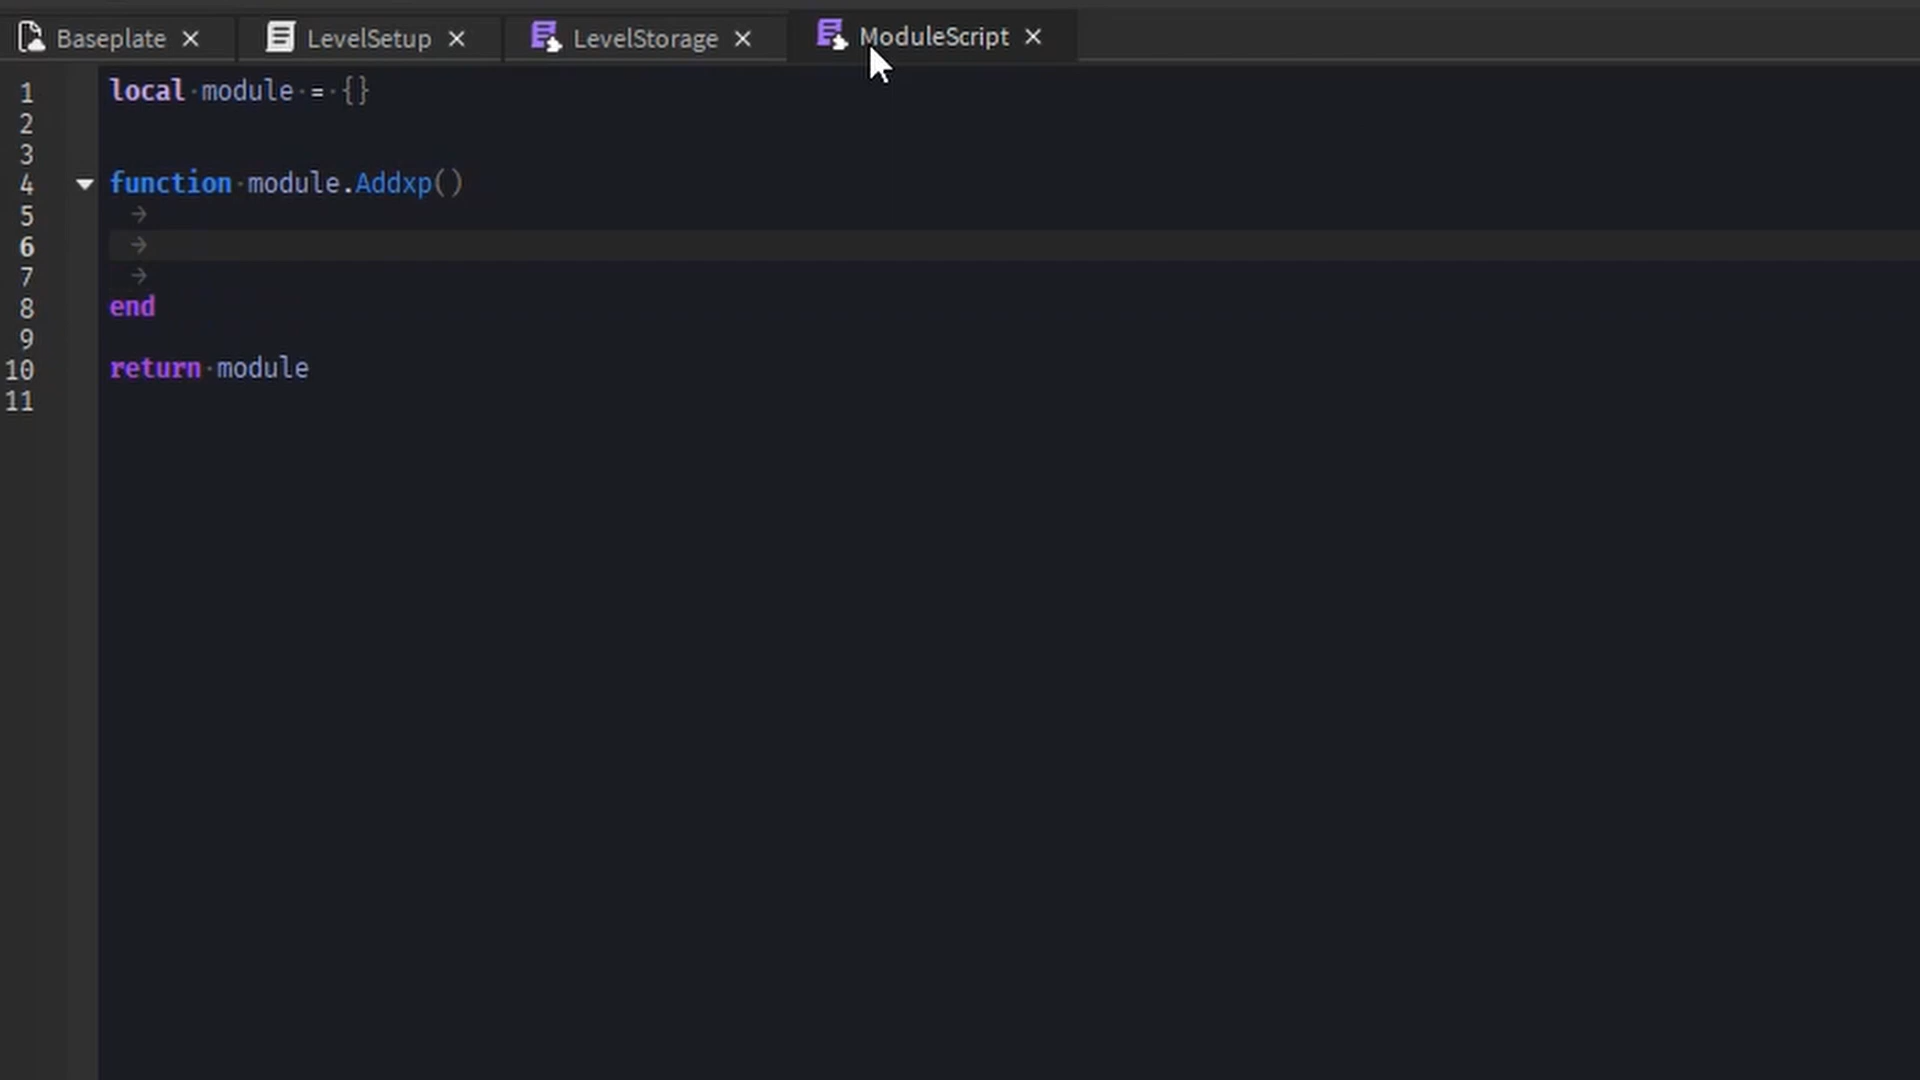 Baseplate × LevelSetup × LevelStorage × ModuleScript ×
1 local module = {}
2
3
4 function module.Addxp()
5
6
7
8 end
9
10 return module
11